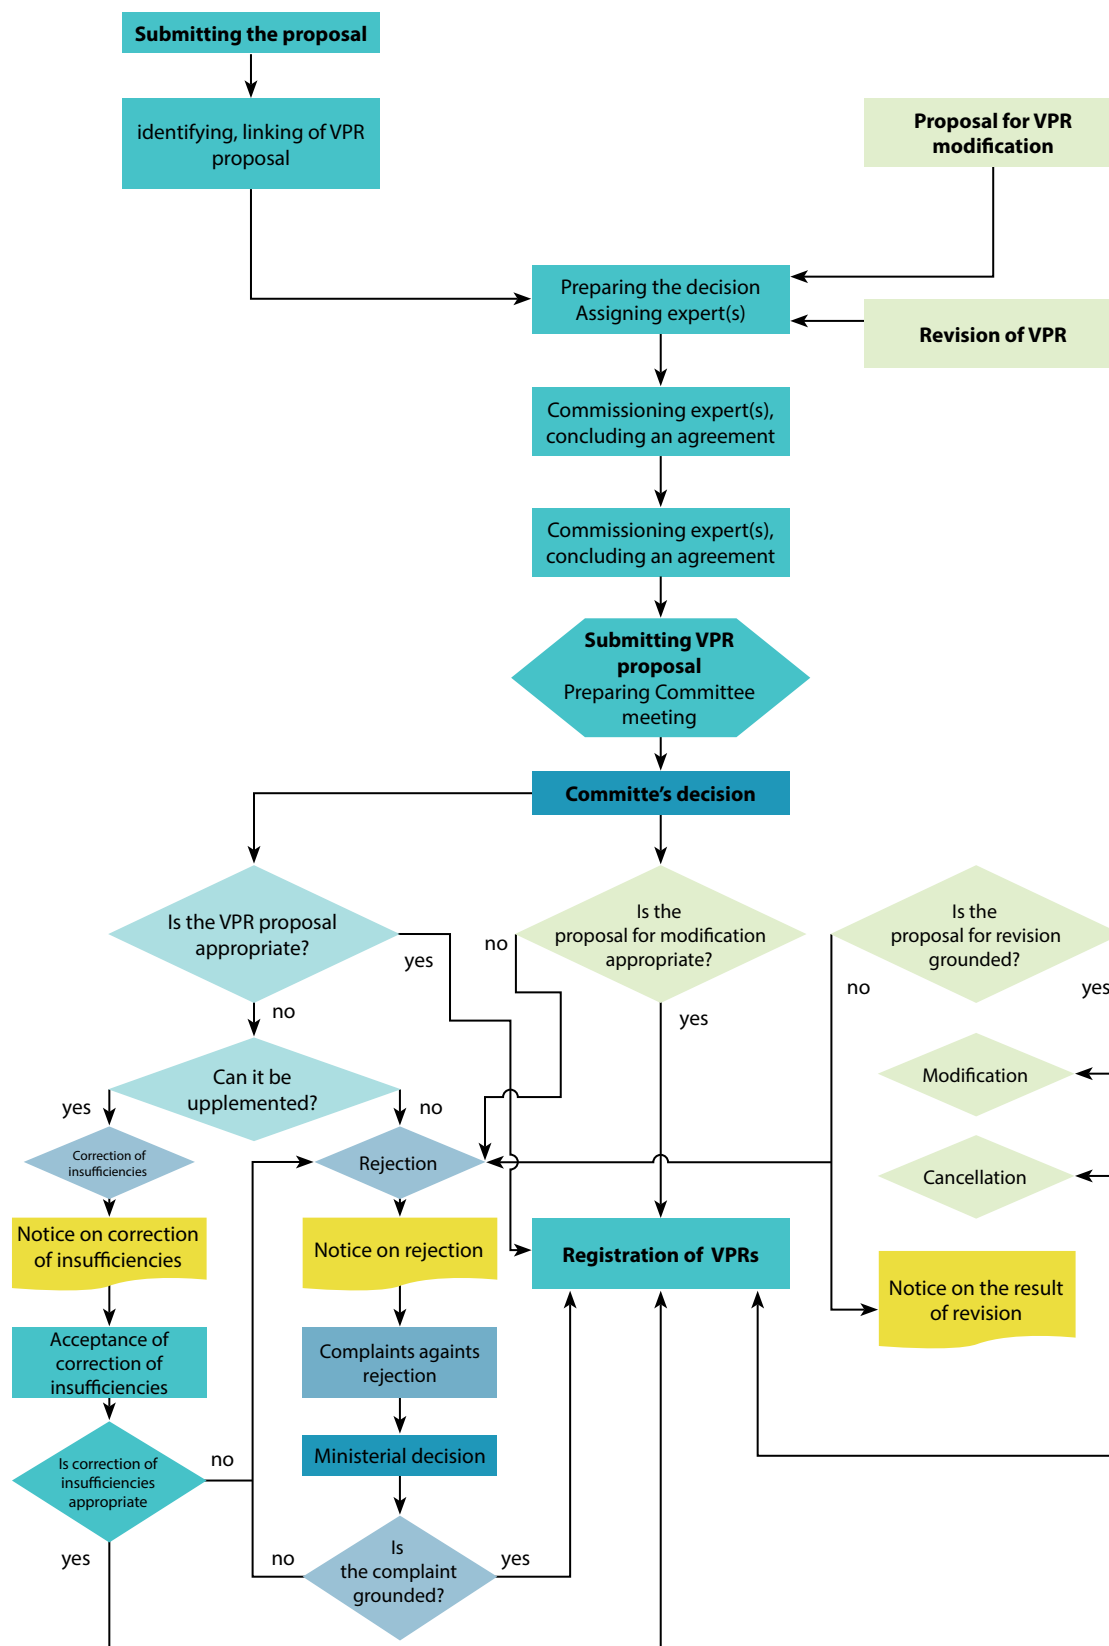 Submitting the proposal
identifying, linking of VPR
proposal
Proposal for VPR
modification
Preparing the decision
Assigning expert(s)
Revision of VPR
Commissioning expert(s),
concluding an agreement
Commissioning expert(s),
concluding an agreement
Submitting VPR
proposal
Preparing Committee
meeting
Committe's decision
Is the VPR proposal
appropriate?
yes
no
Is the
proposal for modification
appropriate?
no
yes
Is the
proposal for revision
grounded?
no
yes
Can it be
upplemented?
yes
no
Modification
Correction of
insufficiencies
Rejection
Cancellation
Notice on correction
of insufficiencies
Notice on rejection
Registration of VPRs
Notice on the result
of revision
Acceptance of
correction of
insufficiencies
Complaints againts
rejection
Ministerial decision
Is correction of
insufficiencies
appropriate
no
yes
Is
the complaint
grounded?
no
yes